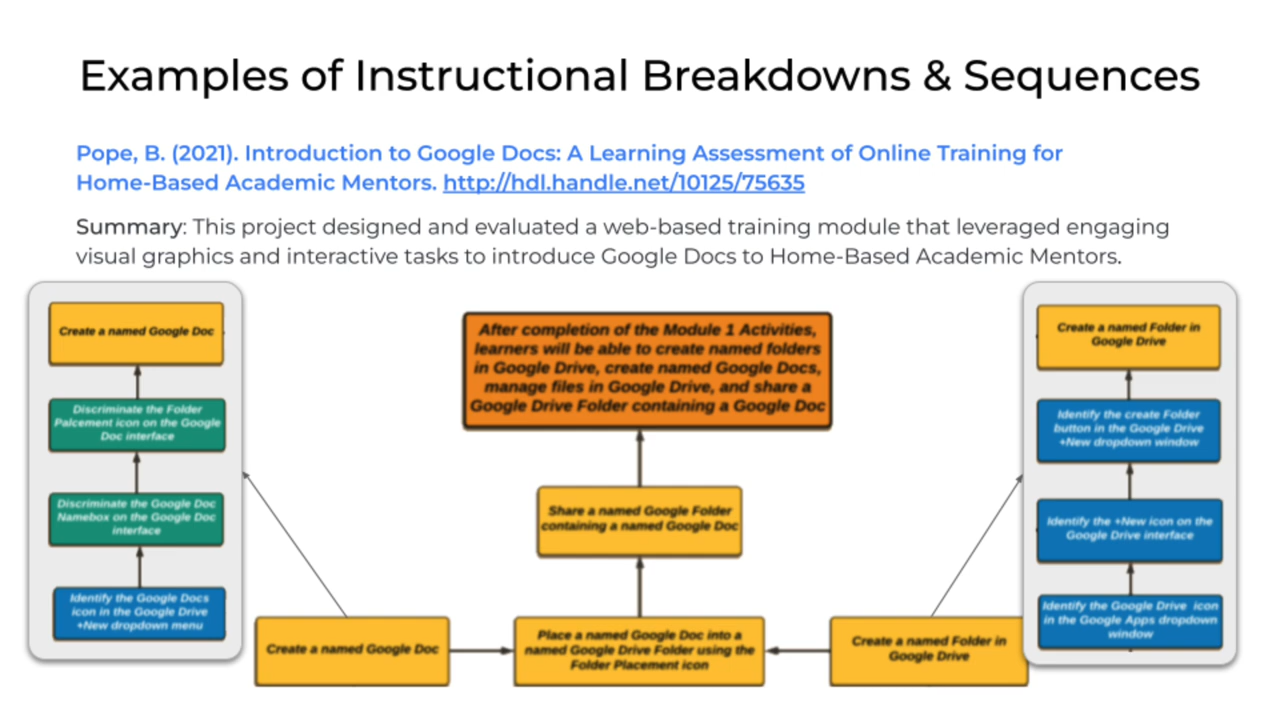 Examples of Instructional Breakdowns & Sequences
Pope, B. (2021). Introduction to Google Docs: A Learning Assessment of Online Training for
Home-Based Academic Mentors. http://hdl.handle.net/10125/75635
Summary: This project designed and evaluated a web-based training module that leveraged engaging
visual graphics and interactive tasks to introduce Google Docs to Home-Based Academic Mentors.
Create a named Google Doc
Discriminate the Folder
Palcement icon on the Google
Doc interface
Discriminate the Google Doc
Namebox on the Google Doc
interface
Identify the Google Docs
icon in the Google Drive
+New dropdown menu
After completion of the Module 1 Activities,
learners will be able to create named folders
in Google Drive, create named Google Docs,
manage files in Google Drive, and share a
Google Drive Folder containing a Google Doc
Share a named Google Folder
containing a named Google Doc
Create a named Google Doc
Place a named Google Doc into a
named Google Drive Folder using the
Folder Placement icon
Create a named Folder in
Google Drive
Create a named Folder in
Google Drive
Identify the create Folder
button in the Google Drive
+New dropdown window
Identify the +New icon on the
Google Drive interface
Identify the Google Drive icon
in the Google Apps dropdown
window